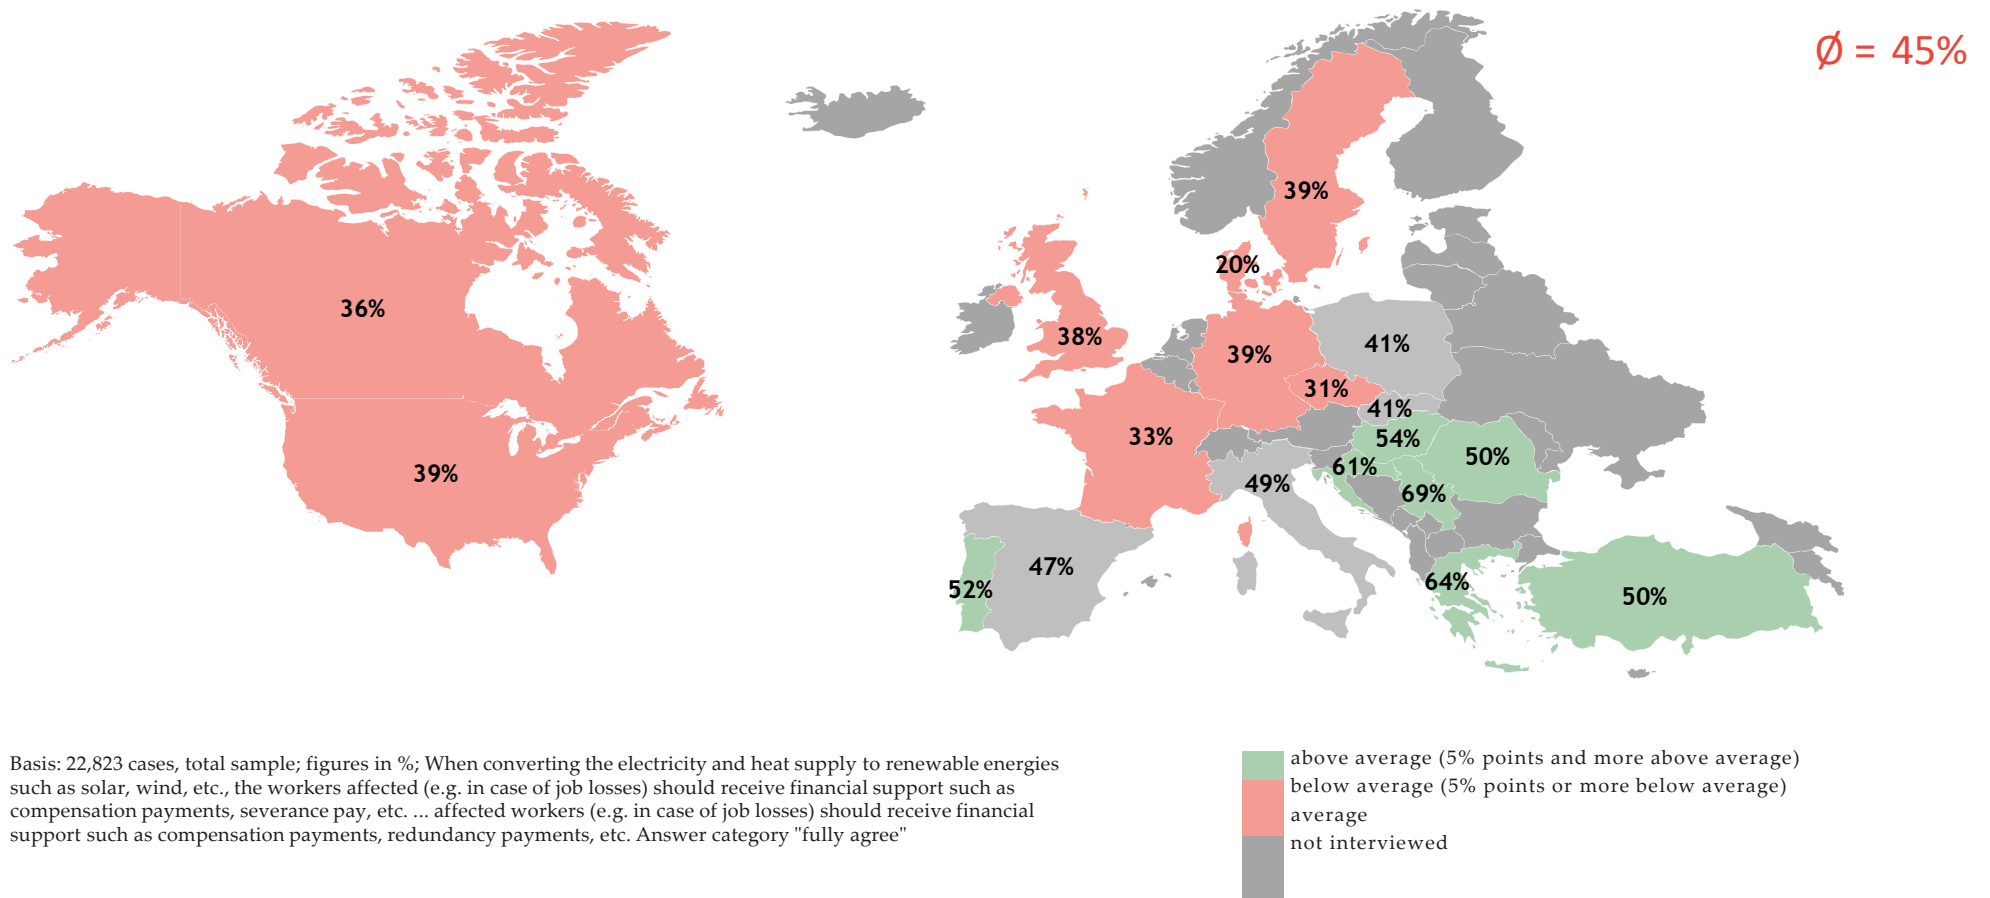 Ø = 45%
39%
20%
36%
38%
39%
41%
31%
41%
33%
54%
50%
61%
39%
49%
69%
47%
52%
64%
50%
Basis: 22,823 cases, total sample; figures in %; When converting the electricity and heat supply to renewable energies
such as solar, wind, etc., the workers affected (e.g. in case of job losses) should receive financial support such as
compensation payments, severance pay, etc. ... affected workers (e.g. in case of job losses) should receive financial
support such as compensation payments, redundancy payments, etc. Answer category "fully agree"
above average (5% points and more above average)
below average (5% points or more below average)
average
not interviewed